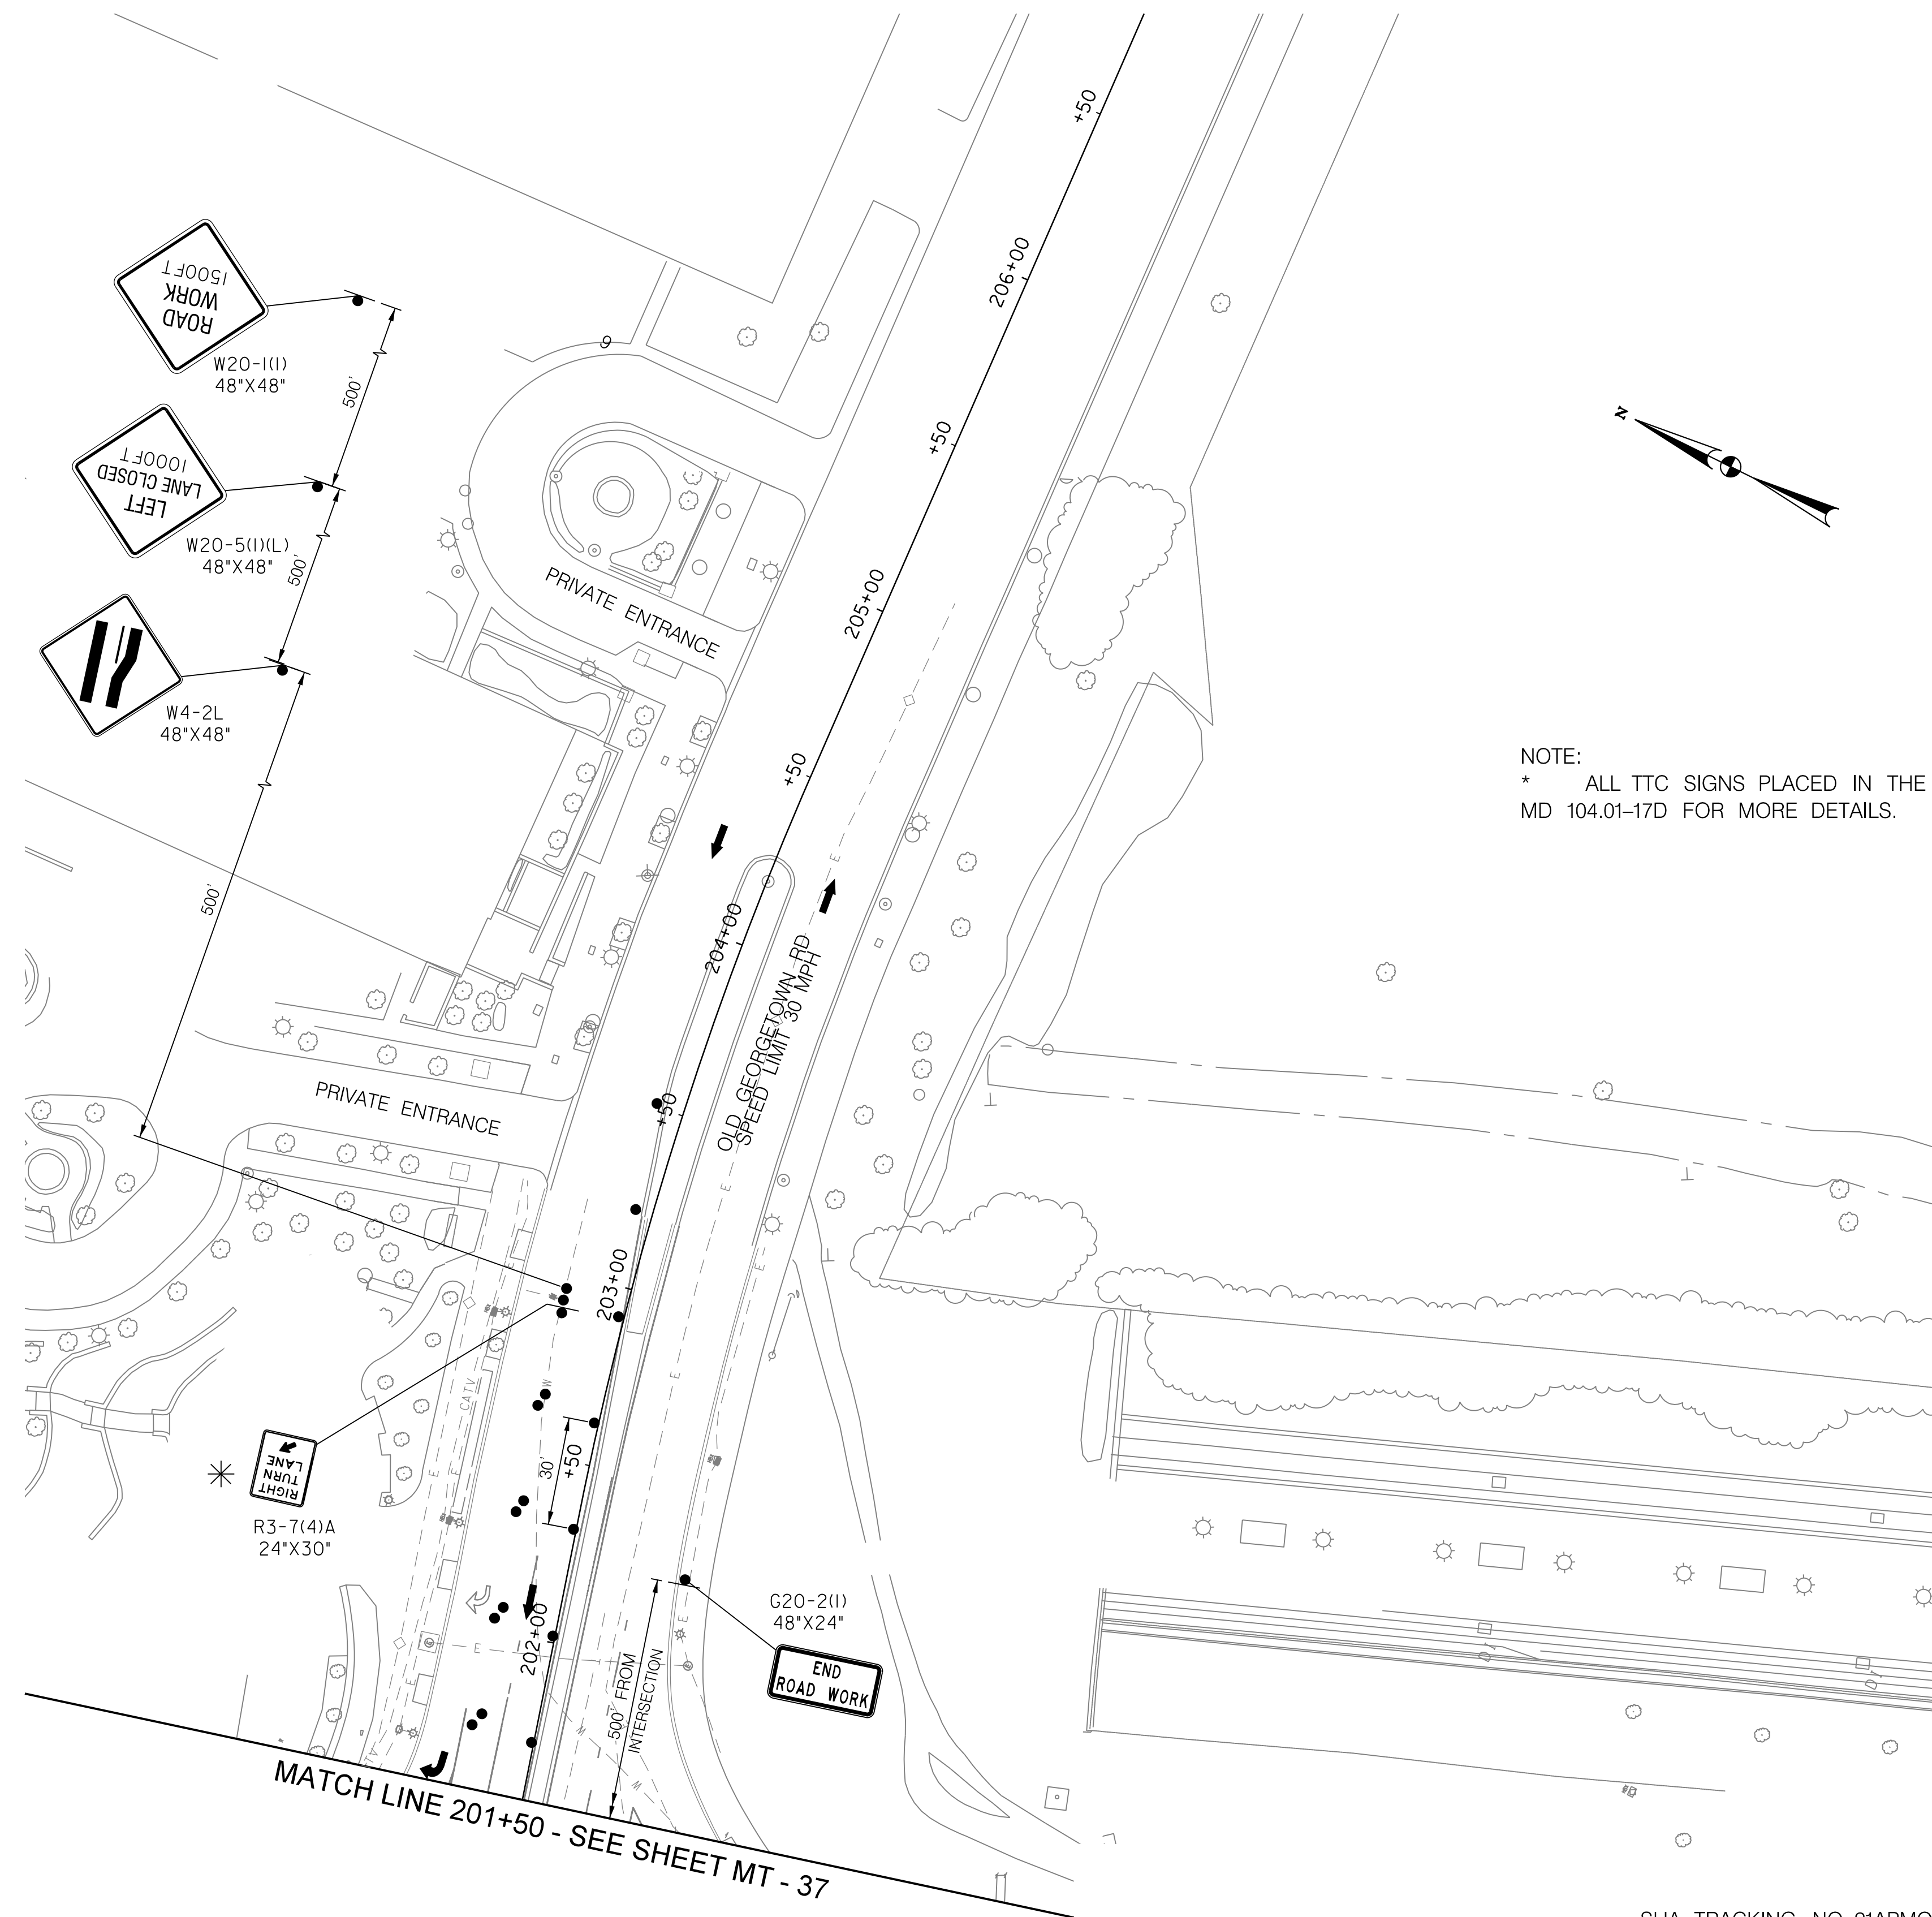 +50
206+00
+50
205+00
+50
204+00
+50
203+00
+50
202+00
ROAD
WORK
1500FT
W20-1(1)
48"X48"
500'
LEFT
LANE CLOSED
1000FT
W20-5(1)(L)
48"X48"
500'
W4-2L
48"X48"
500'
9
PRIVATE ENTRANCE
PRIVATE ENTRANCE
N
NOTE:
* ALL TTC SIGNS PLACED IN THE
MD 104.01–17D FOR MORE DETAILS.
OLD GEORGETOWN RD
SPEED LIMIT 30 MPH
E
E
E
E
E
W
CATV
E
E
30'
RIGHT
TURN
LANE
R3-7(4)A
24"X30"
G20-2(1)
48"X24"
END
ROAD WORK
E
E
E
500' FROM
INTERSECTION
MATCH LINE 201+50 - SEE SHEET MT - 37